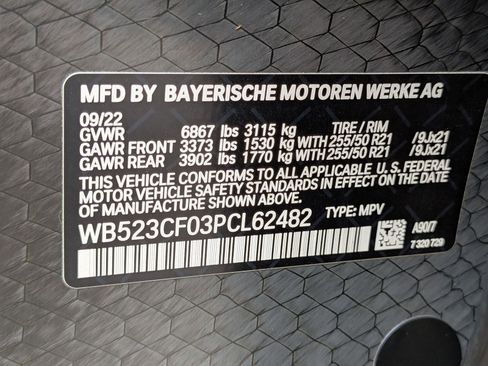 MFD BY BAYERISCHE MOTOREN WERKE AG
09/22
GVWR 6867 lbs 3115 kg TIRE / RIM
GAWR FRONT 3373 lbs 1530 kg WITH 255/50 R21 /9Jx21
GAWR REAR 3902 lbs 1770 kg WITH 255/50 R21 /9Jx21
THIS VEHICLE CONFORMS TO ALL APPLICABLE U.S. FEDERAL
MOTOR VEHICLE SAFETY STANDARDS IN EFFECT ON THE DATE
OF MANUFACTURE SHOWN ABOVE.
WB523CF03PCL62482 TYPE: MPV
A90/7
7 320 729